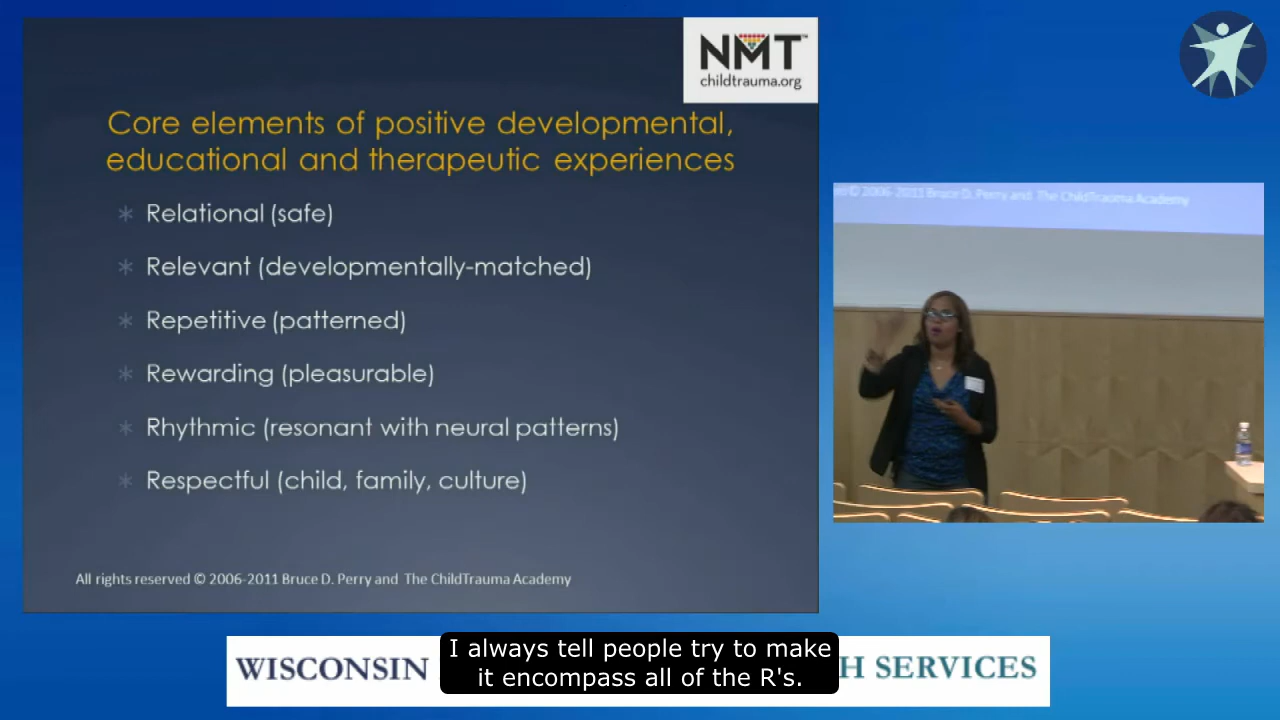 NMT™
childtrauma.org
Core elements of positive developmental,
educational and therapeutic experiences
Relational (safe)
Relevant (developmentally-matched)
Repetitive (patterned)
Rewarding (pleasurable)
Rhythmic (resonant with neural patterns)
Respectful (child, family, culture)
All rights reserved © 2006-2011 Bruce D. Perry and The ChildTrauma Academy
© 2006-2011 Bruce D. Perry and The ChildTrauma Academy
WISCONSIN H SERVICES
I always tell people try to make
it encompass all of the R's.